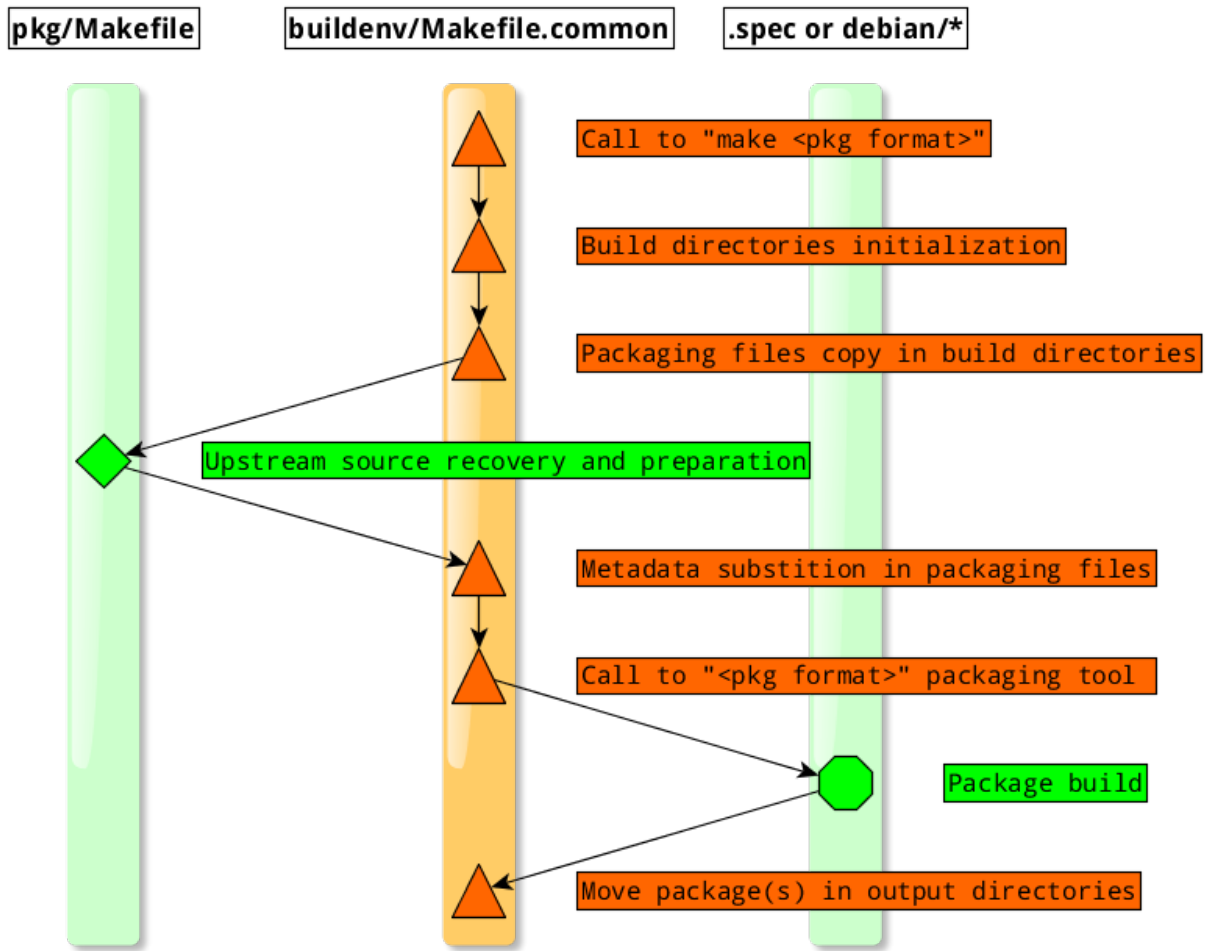 pkg/Makefile
buildenv/Makefile.common
.spec or debian/*
Call to "make <pkg format>"
Build directories initialization
Packaging files copy in build directories
Upstream source recovery and preparation
Metadata substition in packaging files
Call to "<pkg format>" packaging tool
Package build
Move package(s) in output directories